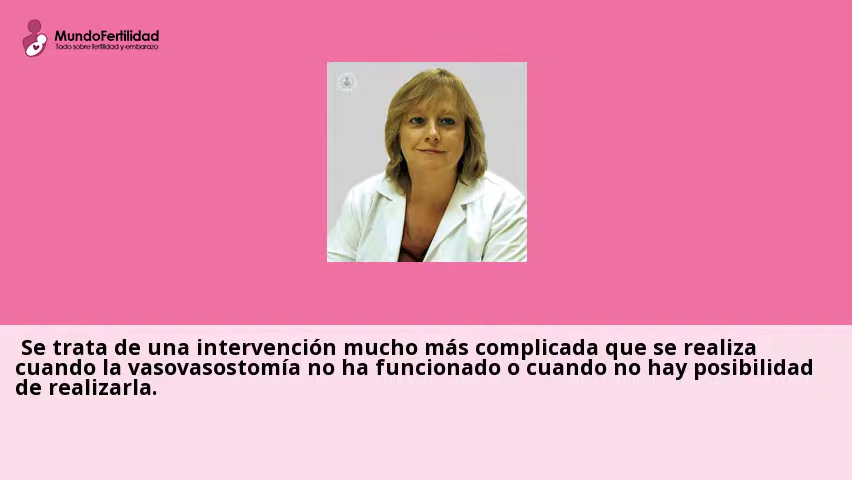 MundoFertilidad
Todo sobre fertilidad y embarazo
Se trata de una intervención mucho más complicada que se realiza
cuando la vasovasostomía no ha funcionado o cuando no hay posibilidad
de realizarla.